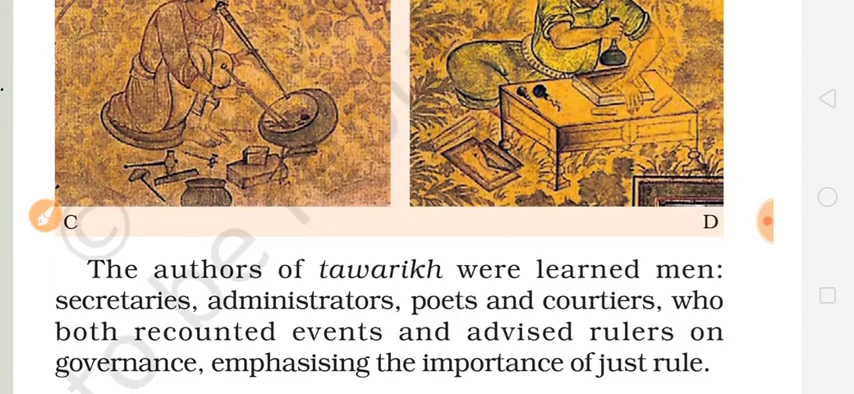 C
D
The authors of tawarikh were learned men:
secretaries, administrators, poets and courtiers, who
both recounted events and advised rulers on
governance, emphasising the importance of just rule.